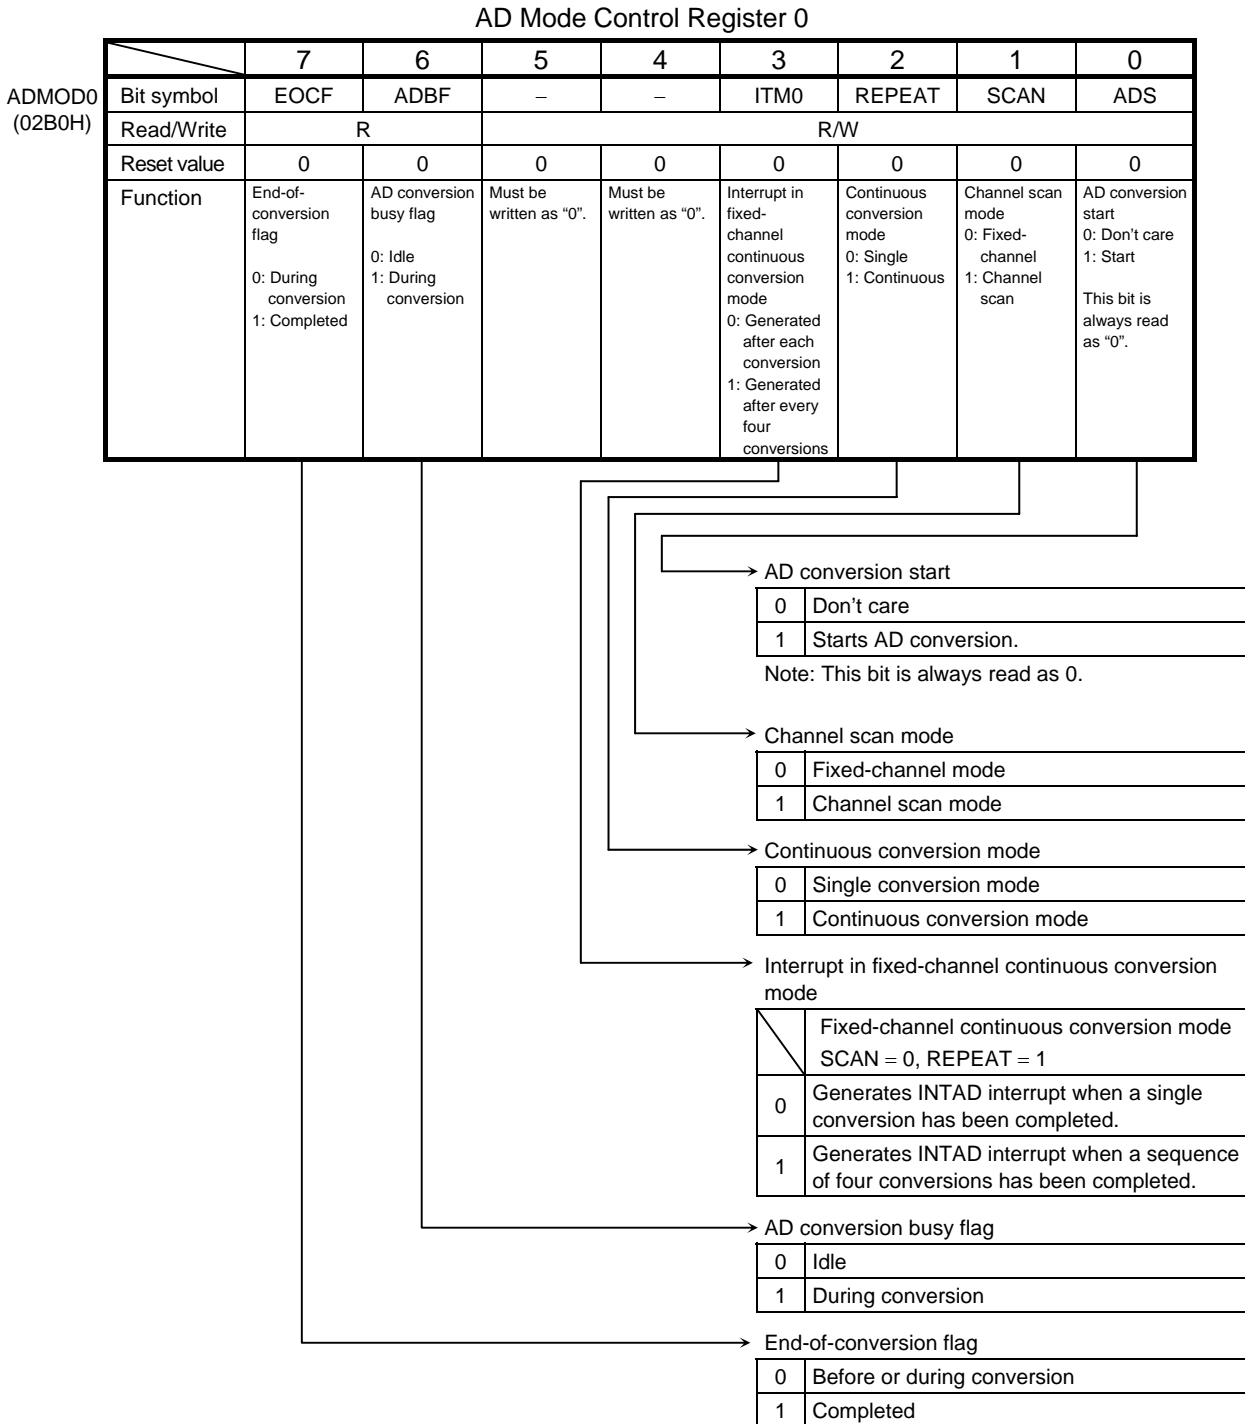 AD Mode Control Register 0
7 6 5 4 3 2 1 0
ADMOD0
(02B0H)
Bit symbol EOCF ADBF – – ITM0 REPEAT SCAN ADS
Read/Write R R/W
Reset value 0 0 0 0 0 0 0 0
Function
End-of-
conversion
flag
0: During
conversion
1: Completed
AD conversion
busy flag
0: Idle
1: During
conversion
Must be
written as “0”.
Must be
written as “0”.
Interrupt in
fixed-
channel
continuous
conversion
mode
0: Generated
after each
conversion
1: Generated
after every
four
conversions
Continuous
conversion
mode
0: Single
1: Continuous
Channel scan
mode
0: Fixed-
channel
1: Channel
scan
AD conversion
start
0: Don’t care
1: Start
This bit is
always read
as “0”.
AD conversion start
0 Don’t care
1 Starts AD conversion.
Note: This bit is always read as 0.
Channel scan mode
0 Fixed-channel mode
1 Channel scan mode
Continuous conversion mode
0 Single conversion mode
1 Continuous conversion mode
Interrupt in fixed-channel continuous conversion
mode
Fixed-channel continuous conversion mode
SCAN = 0, REPEAT = 1
0 Generates INTAD interrupt when a single
conversion has been completed.
1 Generates INTAD interrupt when a sequence
of four conversions has been completed.
AD conversion busy flag
0 Idle
1 During conversion
End-of-conversion flag
0 Before or during conversion
1 Completed